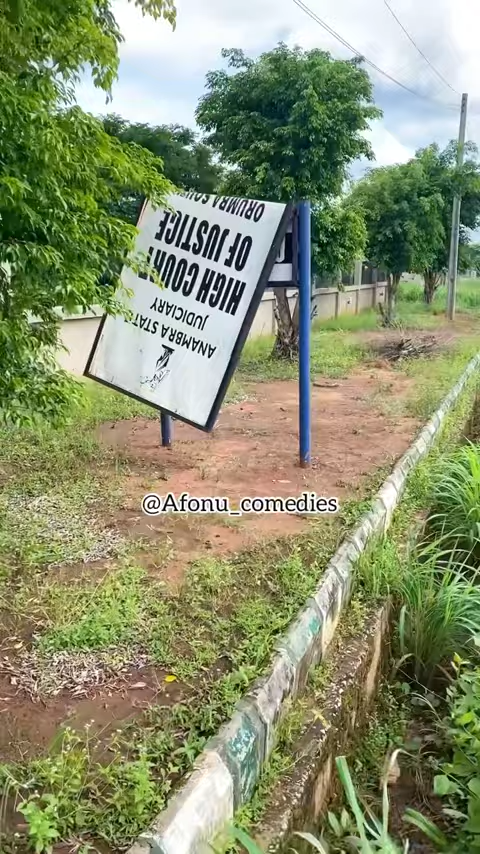 ANAMBRA STATE
JUDICIARY
HIGH COURT
OF JUSTICE
ORUMBA
@Afonu_comedies